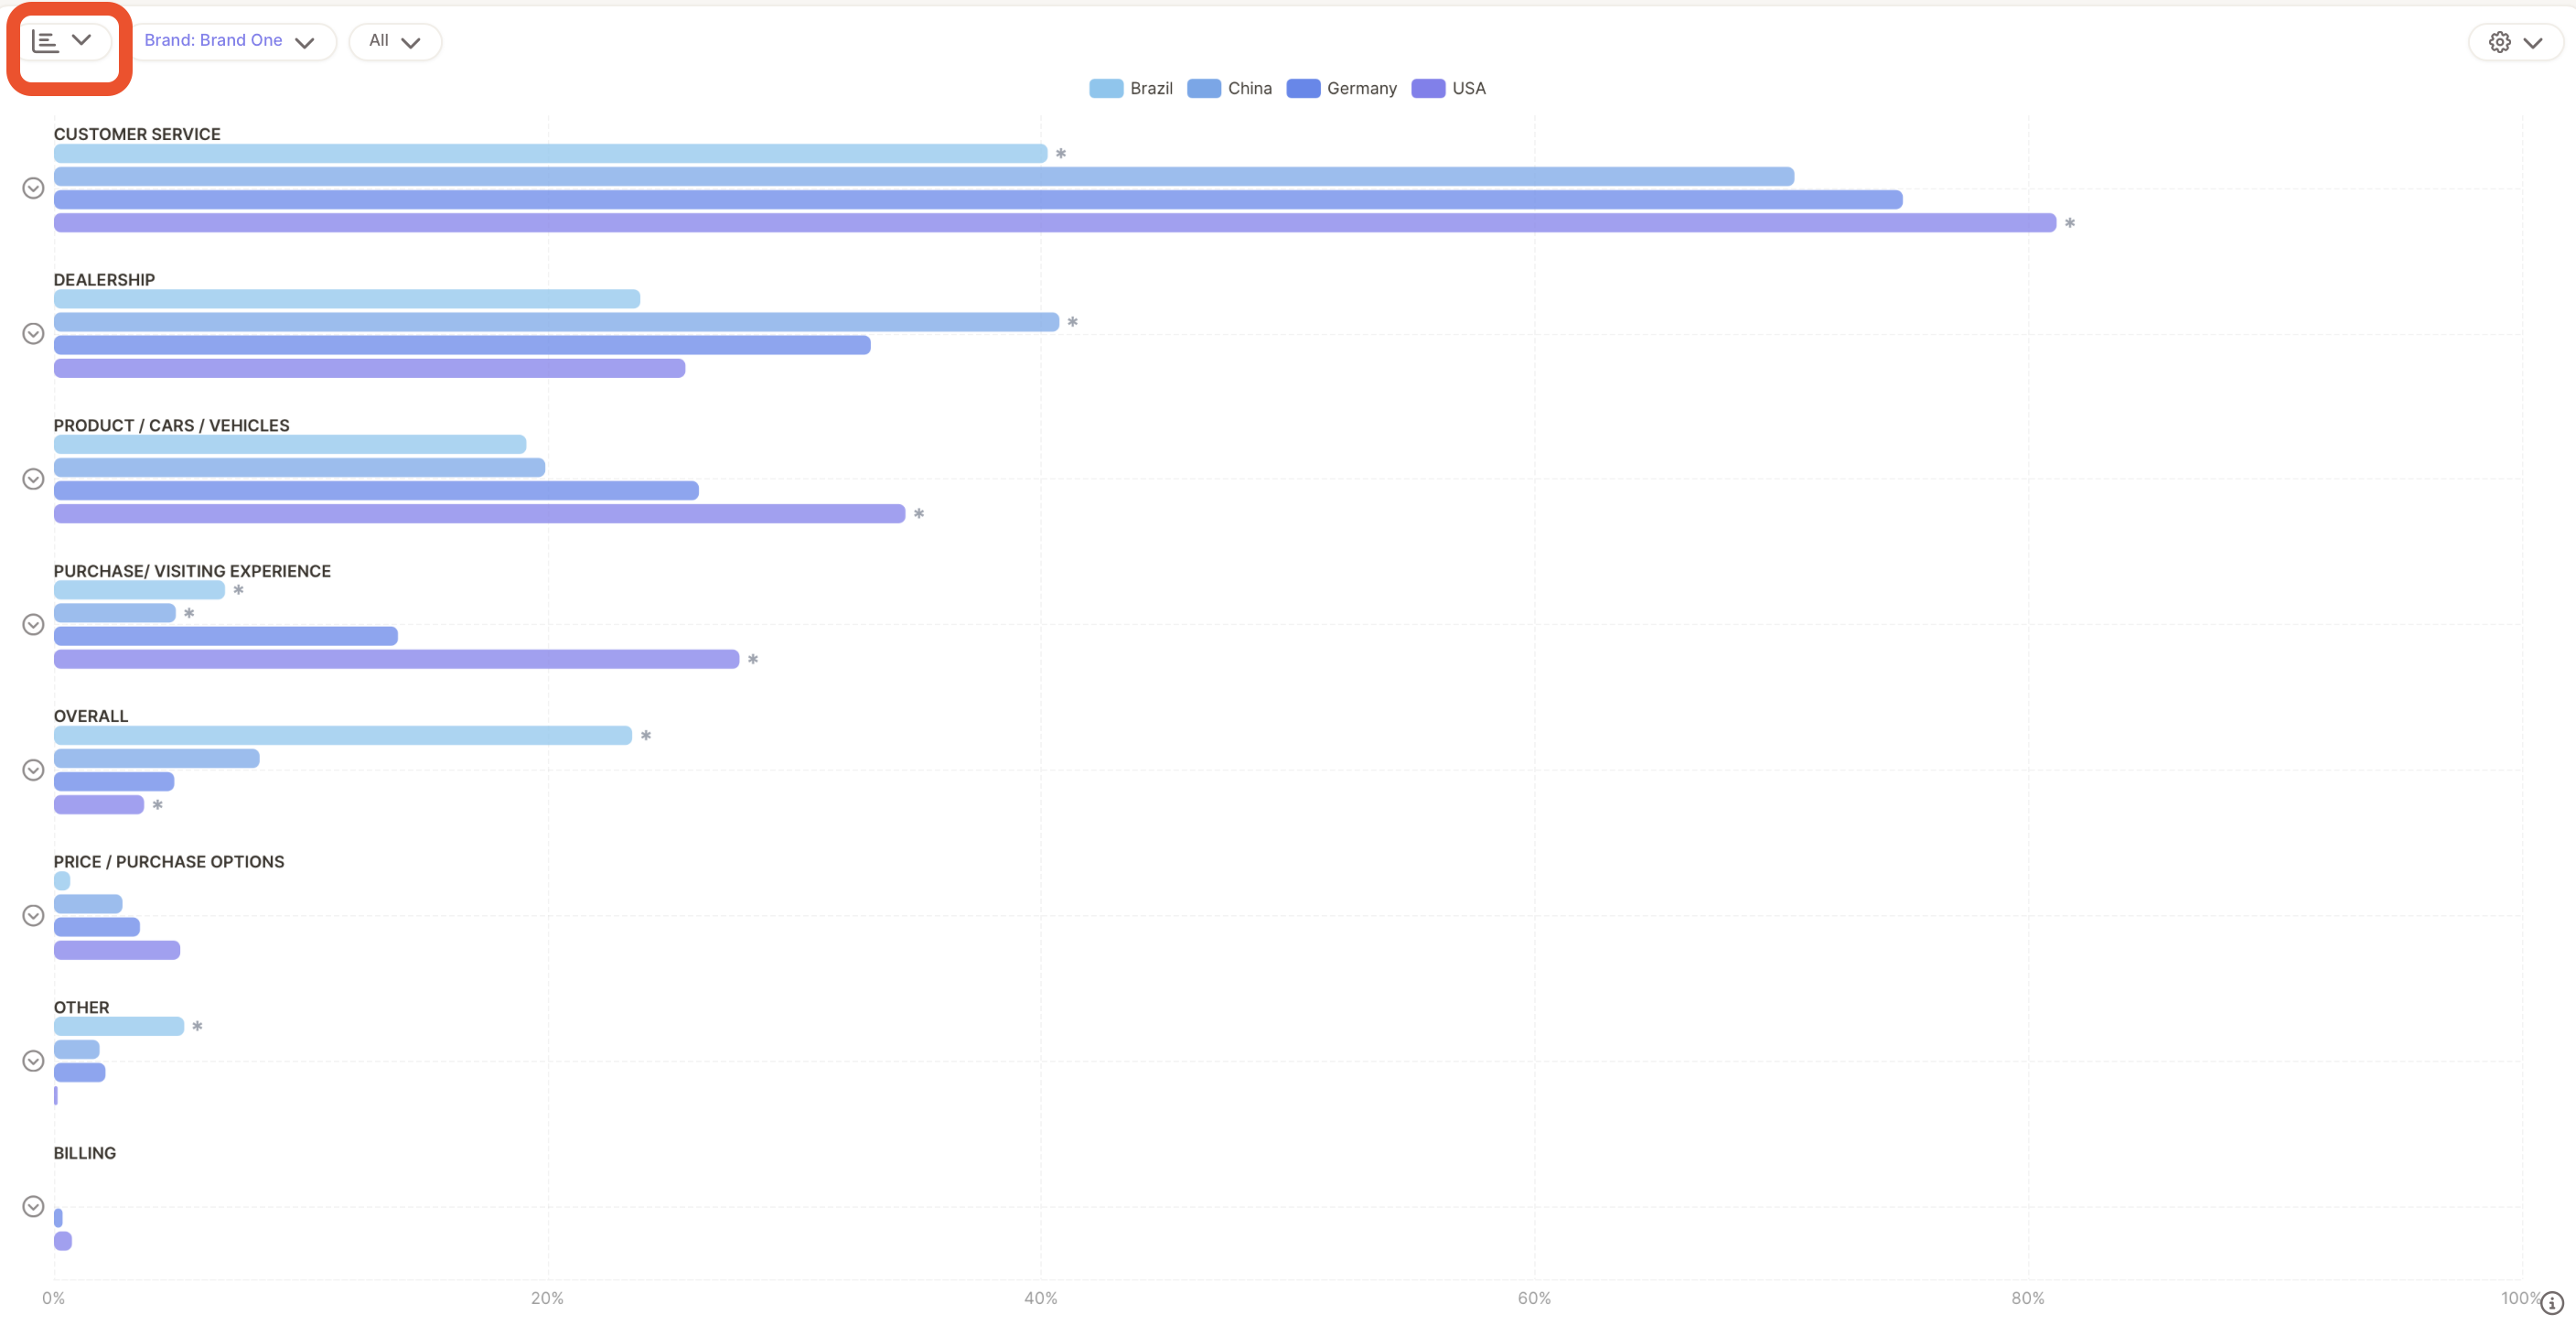 Brand: Brand One
All
Brazil China Germany USA
CUSTOMER SERVICE
*
*
DEALERSHIP
*
PRODUCT / CARS / VEHICLES
*
PURCHASE/ VISITING EXPERIENCE
*
*
*
OVERALL
*
*
PRICE / PURCHASE OPTIONS
OTHER
*
BILLING
0% 20% 40% 60% 80% 100%